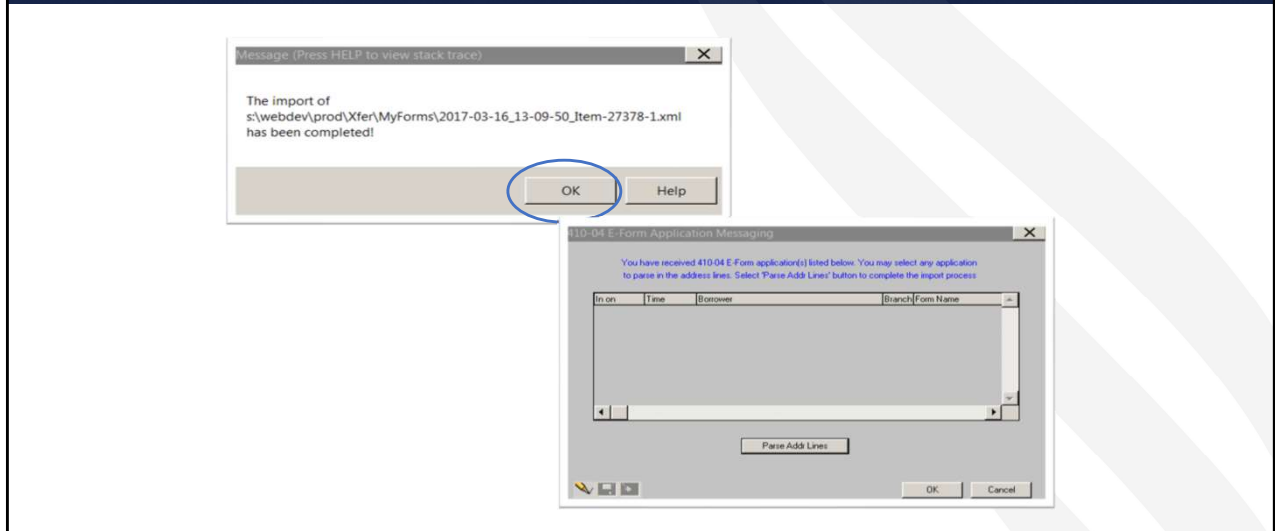 Message (Press HELP to view stack trace)
The import of
s:\webdev\prod\Xfer\MyForms\2017-03-16_13-09-50_Item-27378-1.xml
has been completed!
OK
Help
410-04 E-Form Application Messaging
You have received 410-04 E-Form application(s) listed below. You may select any application
to parse in the address lines. Select 'Parse Addr Lines' button to complete the import process
In on Time Borrower Branch Form Name
Parse Addr Lines
OK Cancel